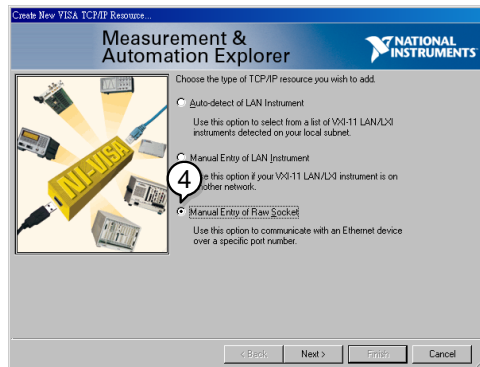 Create New VISA TCP/IP Resource...
Measurement &
Automation Explorer
NATIONAL
INSTRUMENTS
Choose the type of TCP/IP resource you wish to add.
Auto-detect of LAN Instrument
Use this option to select from a list of VXI-11 LAN/LXI
instruments detected on your local subnet.
Manual Entry of LAN Instrument
this option if your VXI-11 LAN/LXI instrument is on
network.
4
Manual Entry of Raw Socket
Use this option to communicate with an Ethernet device
over a specific port number.
NI-VISA
< Back
Next >
Finish
Cancel